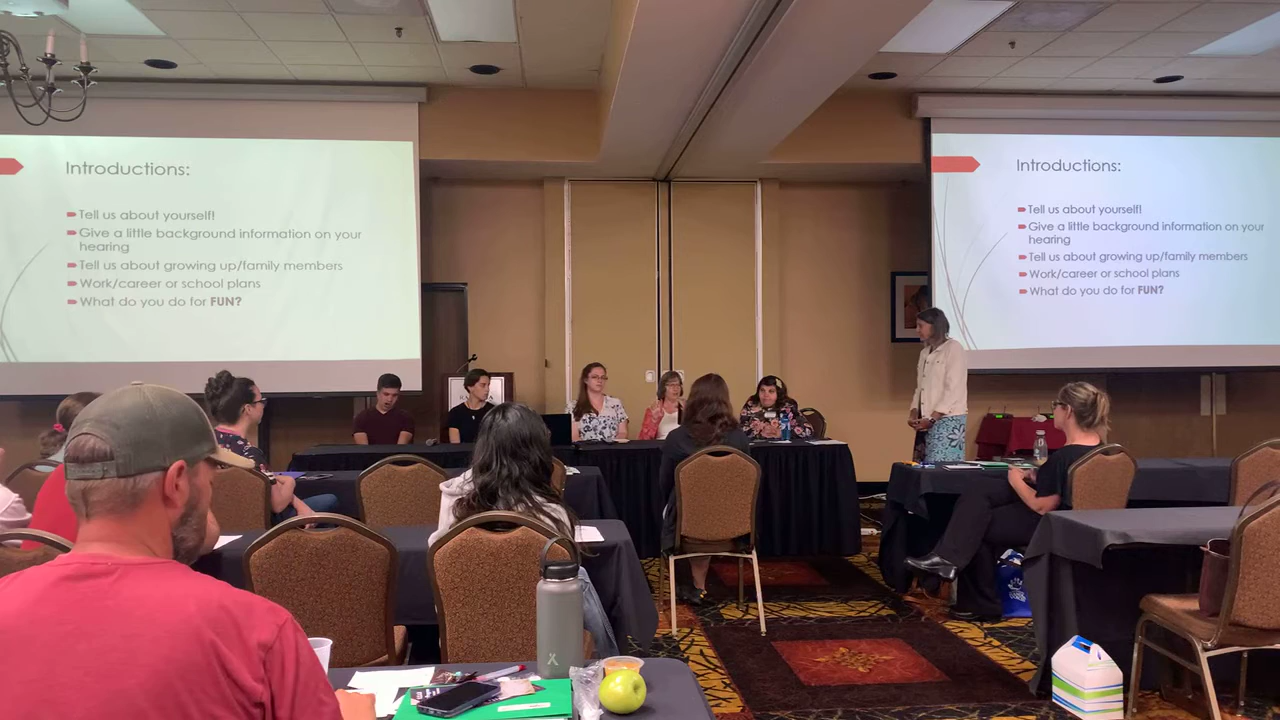 Introductions:
Tell us about yourself!
Give a little background information on your
hearing
Tell us about growing up/family members
Work/career or school plans
What do you do for FUN?
Introductions:
Tell us about yourself!
Give a little background information on your
hearing
Tell us about growing up/family members
Work/career or school plans
What do you do for FUN?